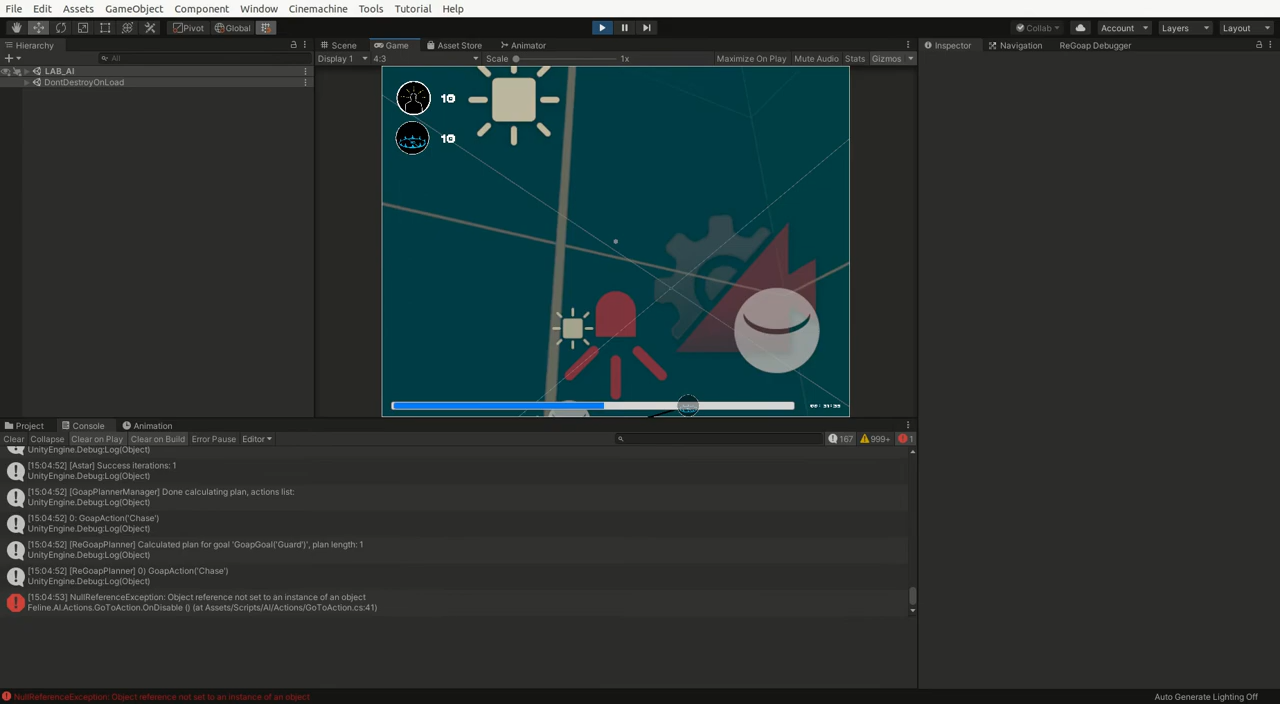 File Edit Assets GameObject Component Cinemachine Tools Tutorial Window Help
Pivot Global Collab Account Layers Layout
Hierarchy Scene Game Asset Store Animator Inspector Navigation ReGoap Debugger
All Display 1 4:3 Scale 1x Maximize On Play Mute Audio Stats Gizmos
LAB_AI
DontDestroyOnLoad
Project Console Animation
Clear Collapse Clear on Play Clear on Build Error Pause Editor 167 999+ 1
UnityEngine.Debug:Log(Object)
[15:04:52] [Astar] Success iterations: 1
UnityEngine.Debug:Log(Object)
[15:04:52] [GoapPlannerManager] Done calculating plan, actions list:
UnityEngine.Debug:Log(Object)
[15:04:52] 0: GoapAction('Chase')
UnityEngine.Debug:Log(Object)
[15:04:52] [ReGoapPlanner] Calculated plan for goal 'GoapGoal('Guard')', plan length: 1
UnityEngine.Debug:Log(Object)
[15:04:52] [ReGoapPlanner] 0) GoapAction('Chase')
UnityEngine.Debug:Log(Object)
[15:04:53] NullReferenceException: Object reference not set to an instance of an object
Feline.AI.Actions.GoToAction.OnDisable () (at Assets/Scripts/AI/Actions/GoToAction.cs:41)
NullReferenceException: Object reference not set to an instance of an object
Auto Generate Lighting Off